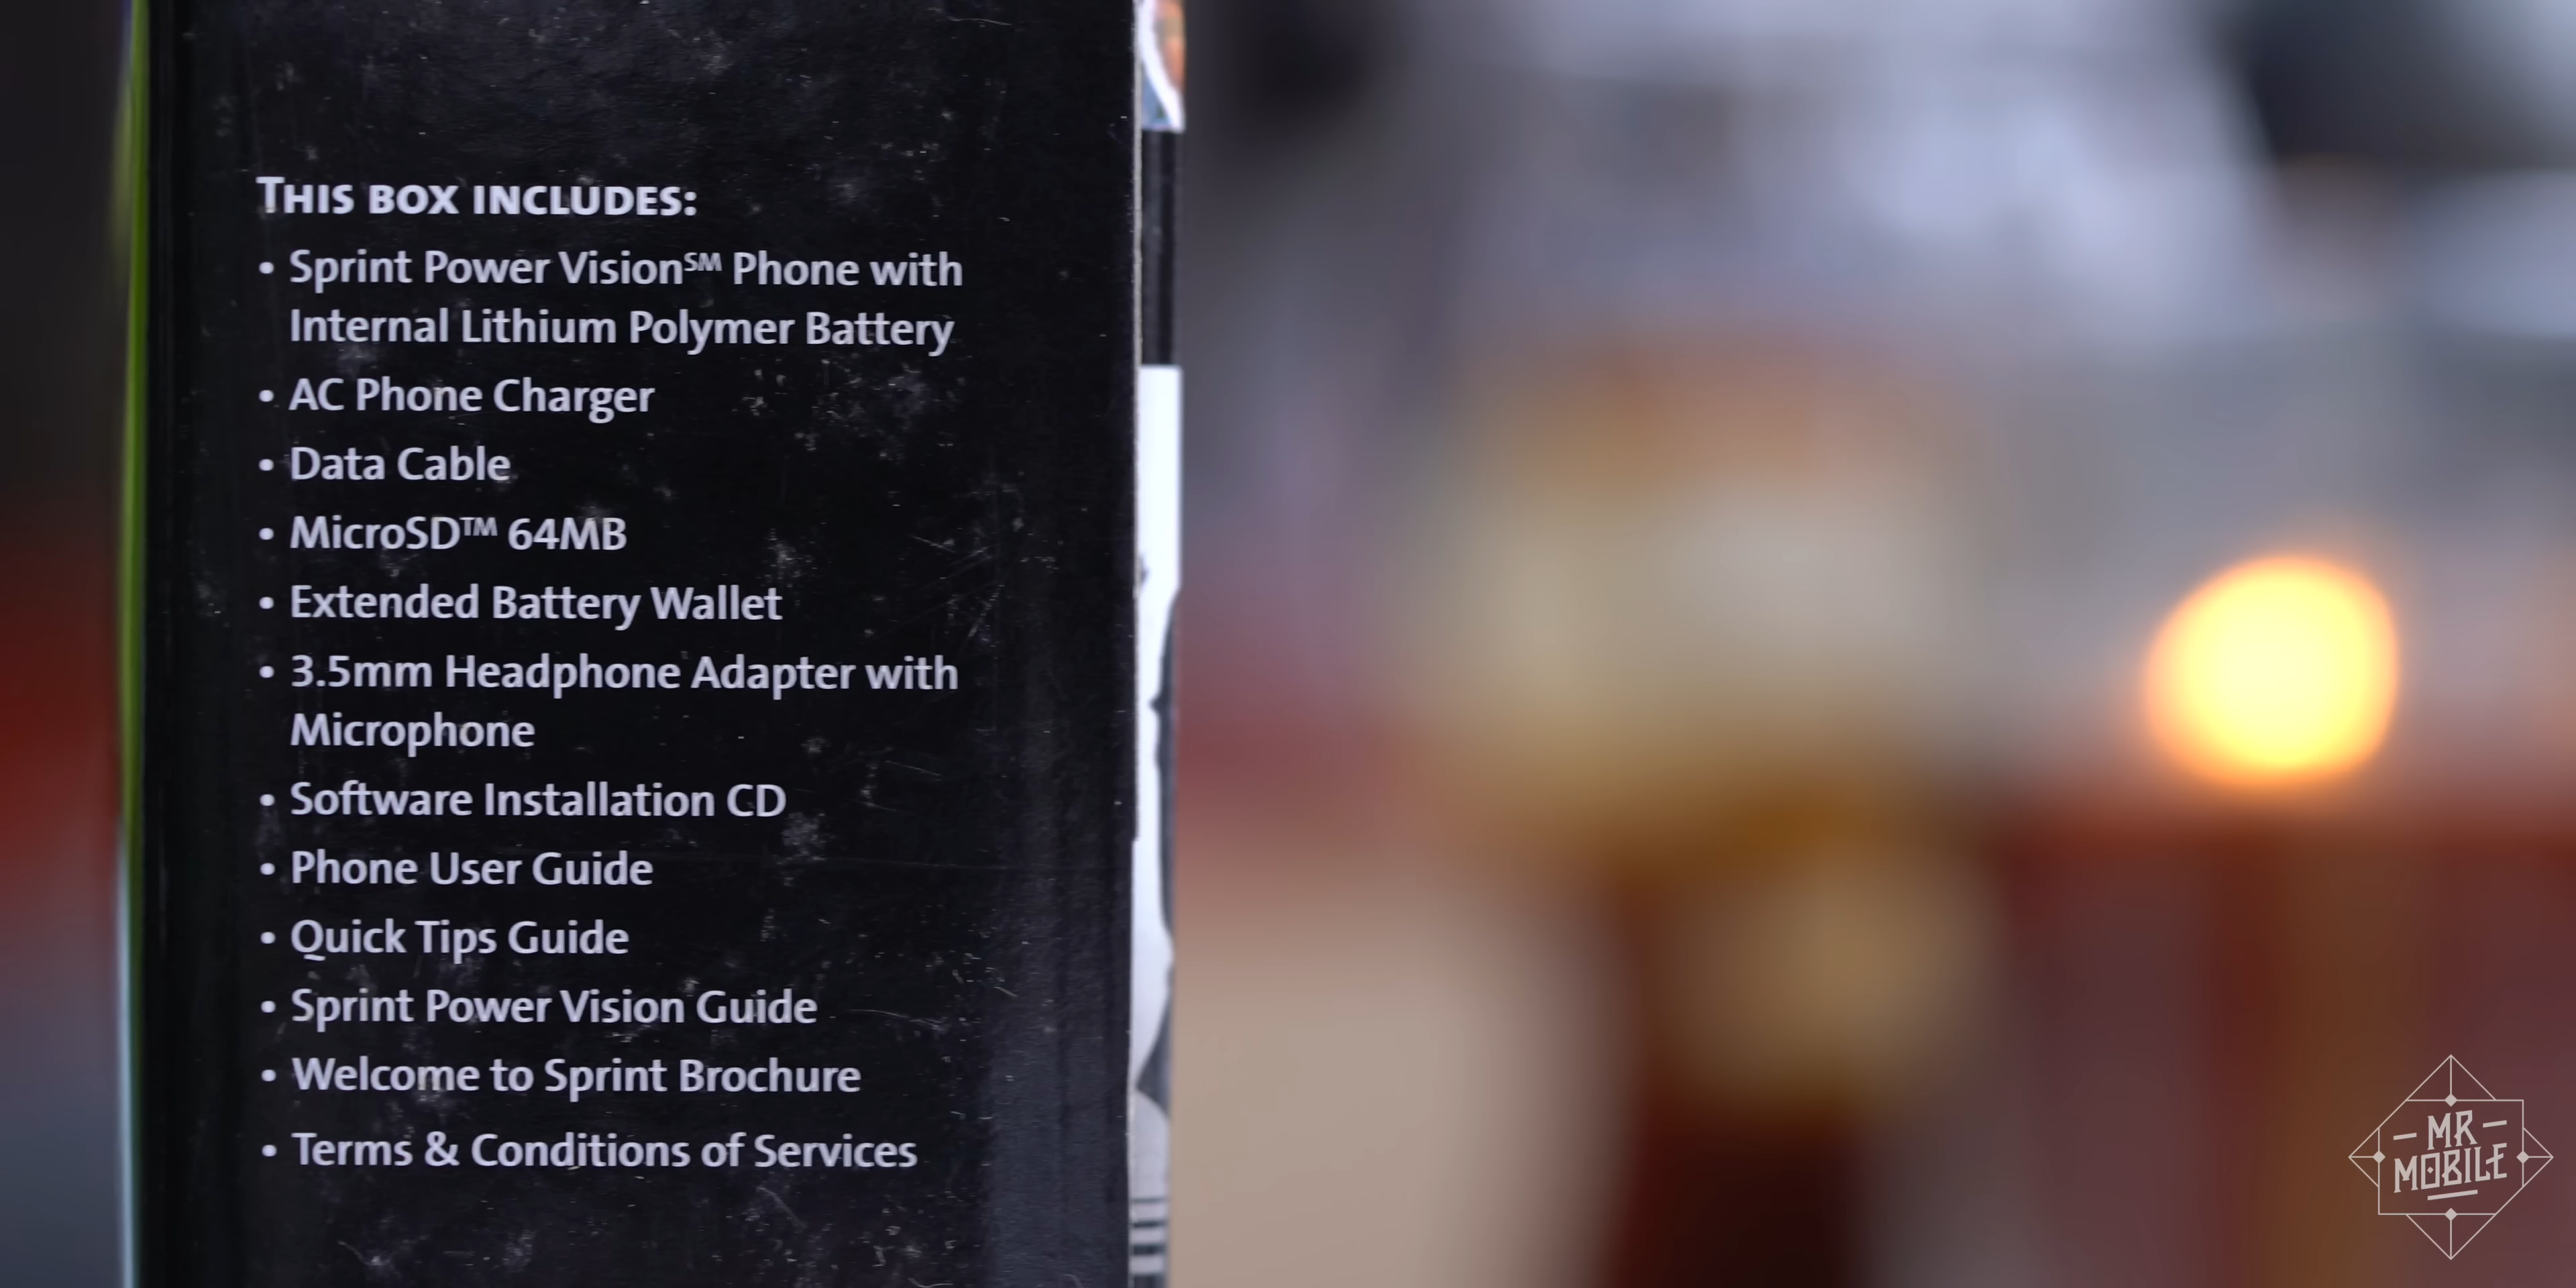 THIS BOX INCLUDES:
• Sprint Power Vision℠ Phone with
Internal Lithium Polymer Battery
• AC Phone Charger
• Data Cable
• MicroSD™ 64MB
• Extended Battery Wallet
• 3.5mm Headphone Adapter with
Microphone
• Software Installation CD
• Phone User Guide
• Quick Tips Guide
• Sprint Power Vision Guide
• Welcome to Sprint Brochure
• Terms & Conditions of Services
MR
MOBILE